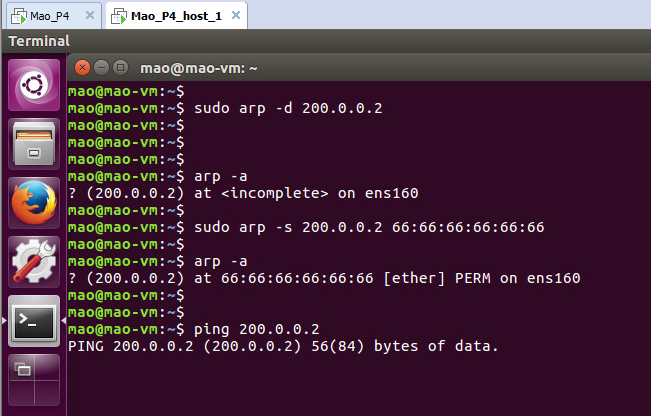 Mao_P4 × Mao_P4_host_1 ×
Terminal
mao@mao-vm: ~
mao@mao-vm:~$
mao@mao-vm:~$ sudo arp -d 200.0.0.2
mao@mao-vm:~$
mao@mao-vm:~$
mao@mao-vm:~$
mao@mao-vm:~$ arp -a
? (200.0.0.2) at <incomplete> on ens160
mao@mao-vm:~$
mao@mao-vm:~$ sudo arp -s 200.0.0.2 66:66:66:66:66:66
mao@mao-vm:~$
mao@mao-vm:~$ arp -a
? (200.0.0.2) at 66:66:66:66:66:66 [ether] PERM on ens160
mao@mao-vm:~$
mao@mao-vm:~$
mao@mao-vm:~$ ping 200.0.0.2
PING 200.0.0.2 (200.0.0.2) 56(84) bytes of data.